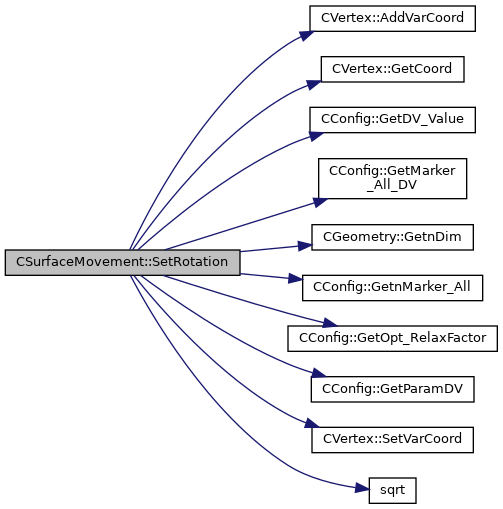 CVertex::AddVarCoord
CVertex::GetCoord
CConfig::GetDV_Value
CConfig::GetMarker
_All_DV
CSurfaceMovement::SetRotation
CGeometry::GetnDim
CConfig::GetnMarker_All
CConfig::GetOpt_RelaxFactor
CConfig::GetParamDV
CVertex::SetVarCoord
sqrt